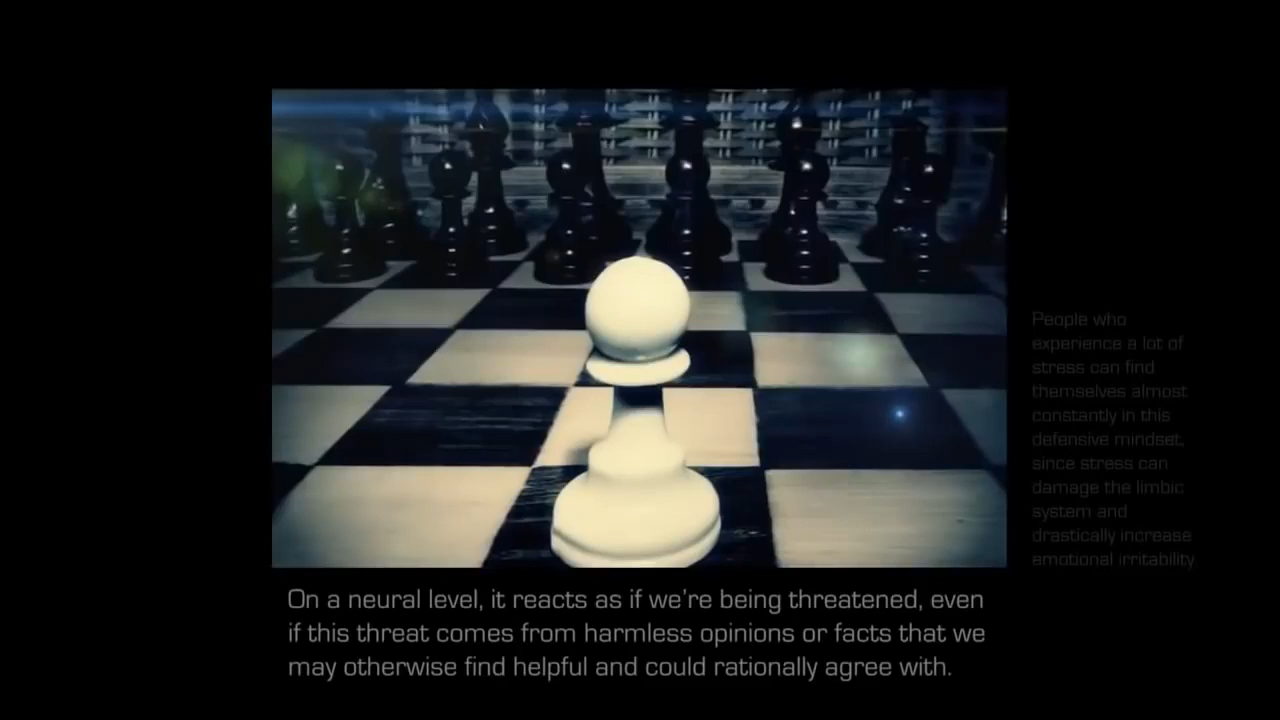 People who
experience a lot of
stress can find
themselves almost
constantly in this
defensive mindset,
since stress can
damage the limbic
system and
drastically increase
emotional irritability
On a neural level, it reacts as if we're being threatened, even
if this threat comes from harmless opinions or facts that we
may otherwise find helpful and could rationally agree with.